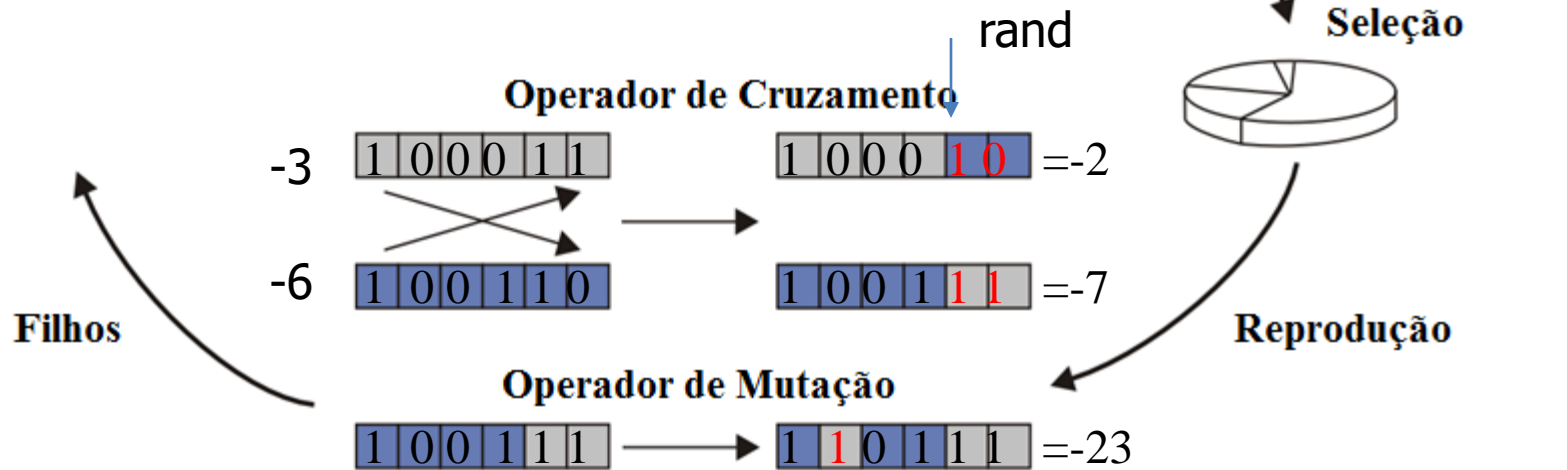 rand
Seleção
Operador de Cruzamento
-3 1 0 0 0 1 1 1 0 0 0 1 0 =-2
-6 1 0 0 1 1 0 1 0 0 1 1 1 =-7
Filhos
Reprodução
Operador de Mutação
1 0 0 1 1 1 1 1 0 1 1 1 =-23